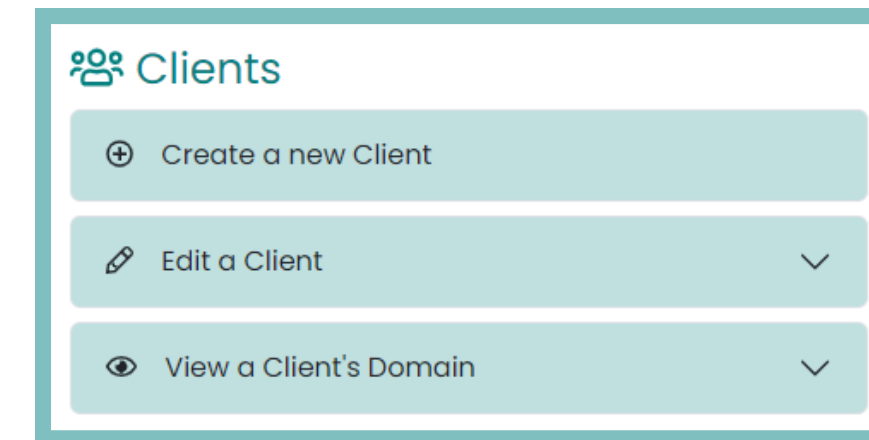 Clients
Create a new Client
Edit a Client
View a Client's Domain